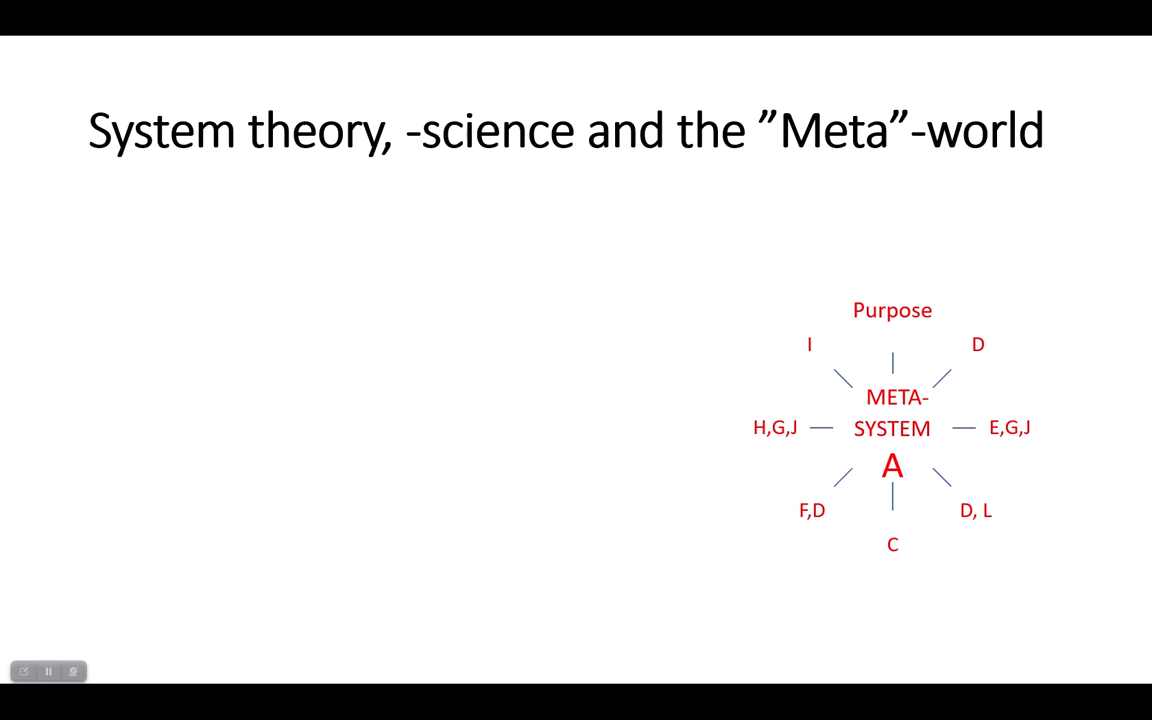 System theory, -science and the ”Meta”-world
Purpose
I
D
META-
H,G,J
SYSTEM
E,G,J
A
F,D
D, L
C